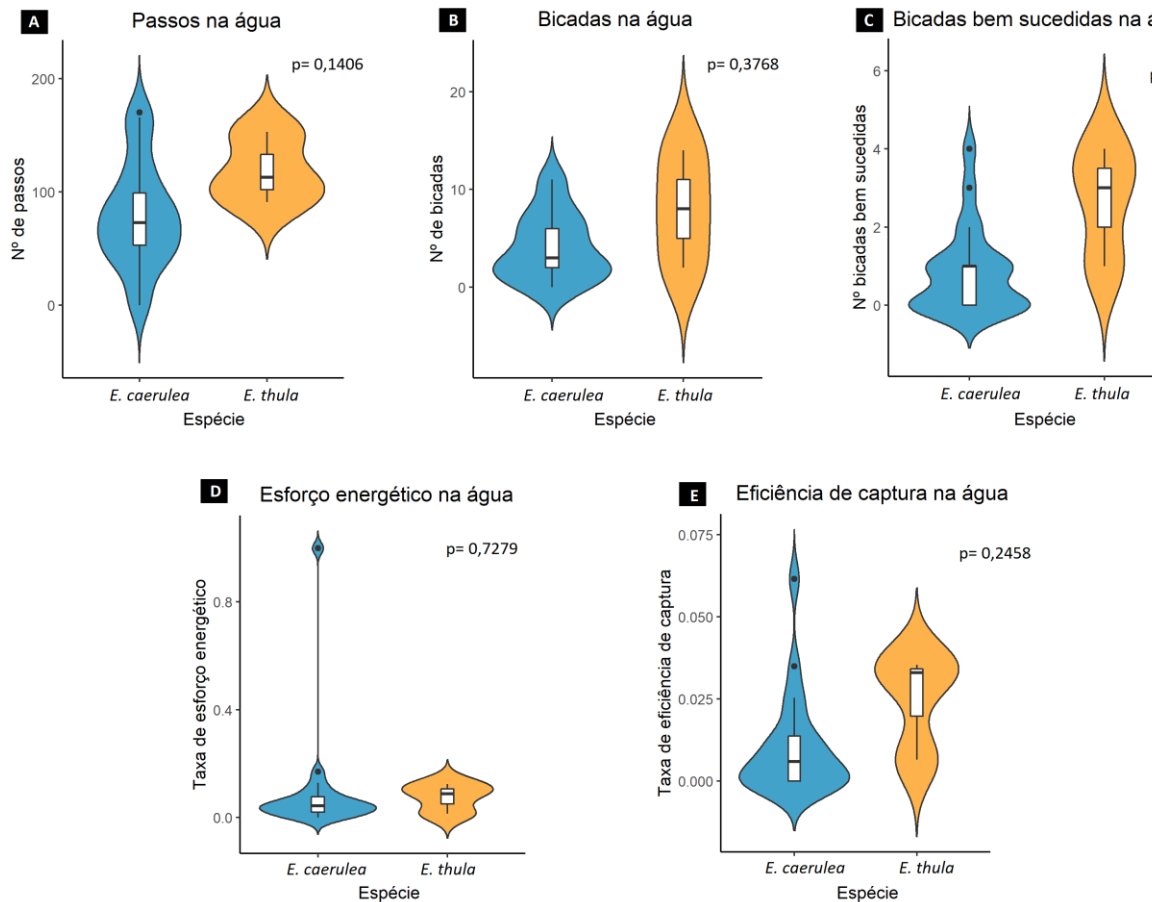 A Passos na água
p= 0,1406
Nº de passos
200
100
0
E. caerulea E. thula
Espécie
B Bicadas na água
p= 0,3768
Nº de bicadas
20
10
0
E. caerulea E. thula
Espécie
C Bicadas bem sucedidas na á
p
Nº bicadas bem sucedidas
6
4
2
0
E. caerulea E. thula
Espécie
D Esforço energético na água
p= 0,7279
Taxa de esforço energético
0.8
0.4
0.0
E. caerulea E. thula
Espécie
E Eficiência de captura na água
p= 0,2458
Taxa de eficiência de captura
0.075
0.050
0.025
0.000
E. caerulea E. thula
Espécie